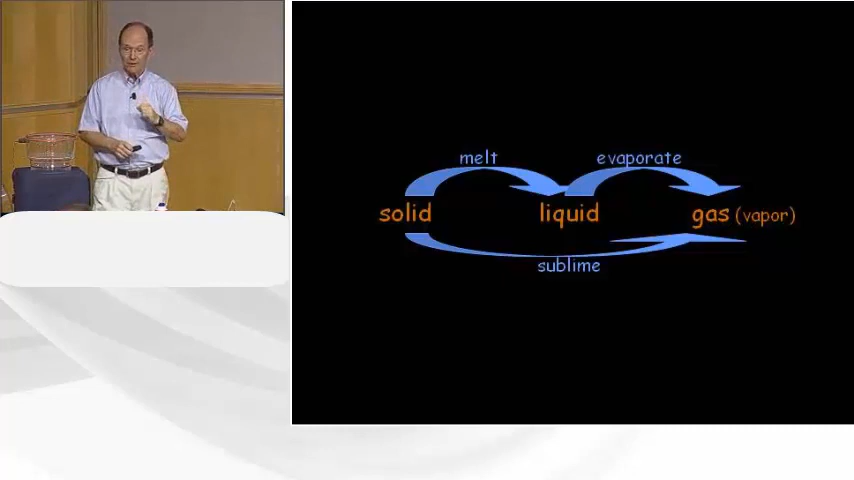 melt evaporate
solid liquid gas (vapor)
sublime